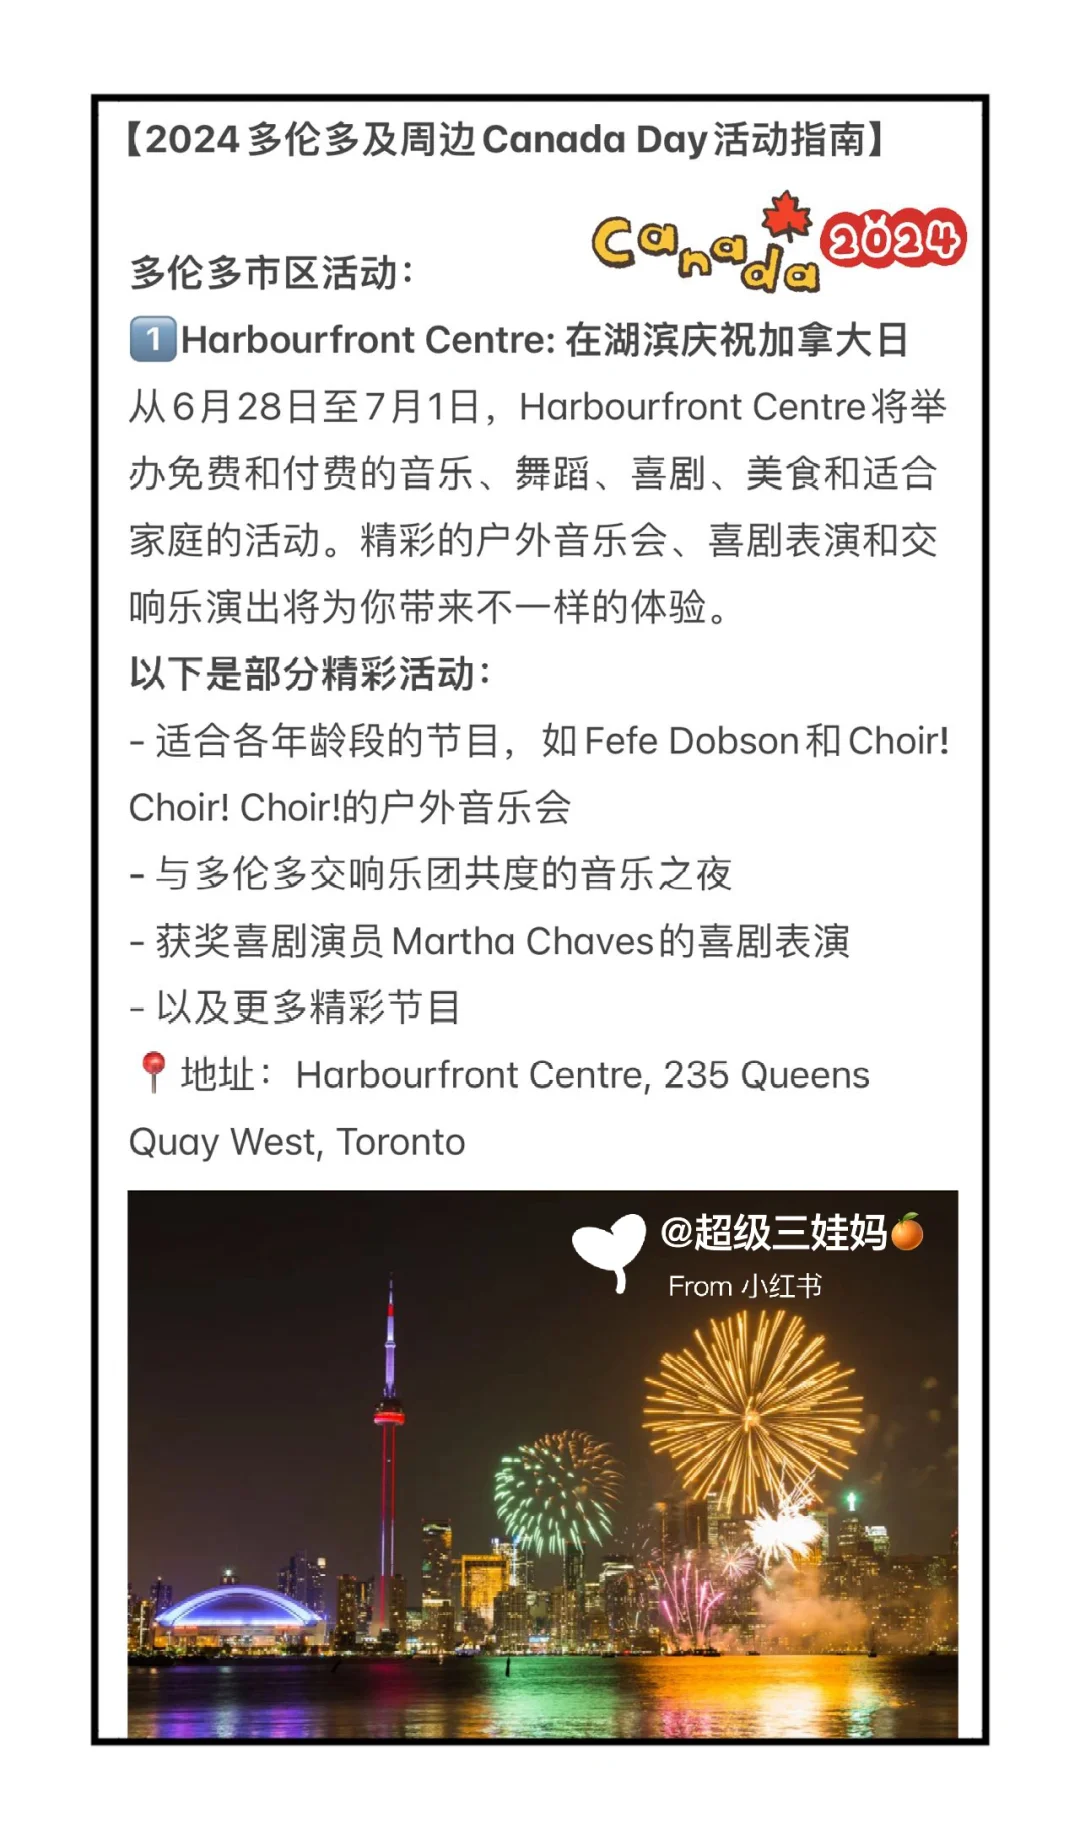 【2024多伦多及周边Canada Day活动指南】
Canada 2024
多伦多市区活动：
1 Harbourfront Centre: 在湖滨庆祝加拿大日
从6月28日至7月1日，Harbourfront Centre将举
办免费和付费的音乐、舞蹈、喜剧、美食和适合
家庭的活动。精彩的户外音乐会、喜剧表演和交
响乐演出将为你带来不一样的体验。
以下是部分精彩活动：
- 适合各年龄段的节目，如Fefe Dobson和Choir!
Choir! Choir!的户外音乐会
- 与多伦多交响乐团共度的音乐之夜
- 获奖喜剧演员Martha Chaves的喜剧表演
- 以及更多精彩节目
📍地址：Harbourfront Centre, 235 Queens
Quay West, Toronto
@超级三娃妈🍊
From 小红书